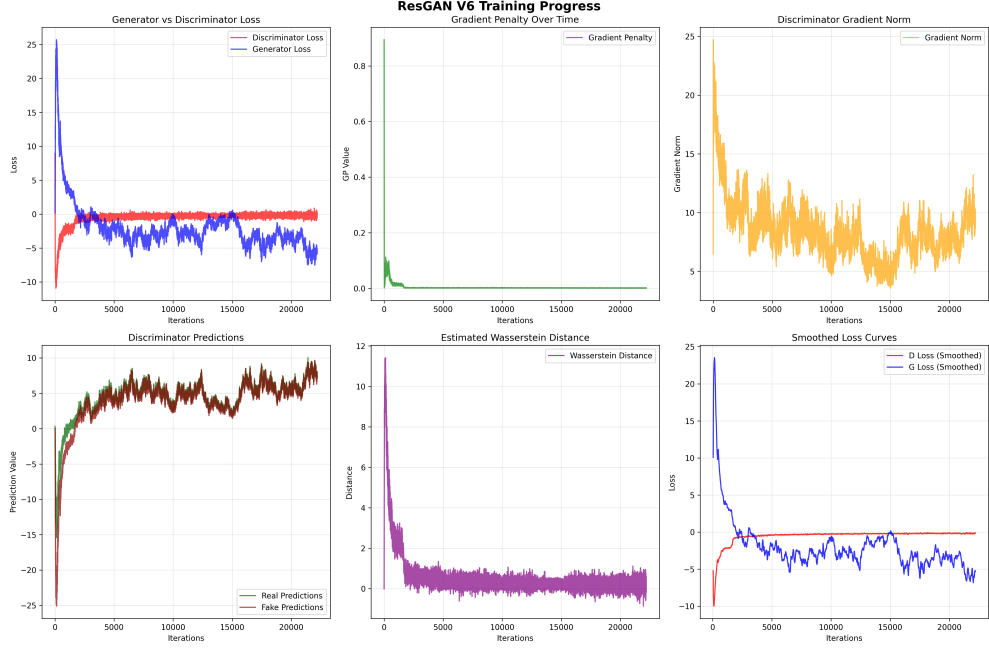 ResGAN V6 Training Progress
Generator vs Discriminator Loss
Discriminator Loss
Generator Loss
25
20
15
10
5
0
−5
−10
Loss
0 5000 10000 15000 20000
Iterations
Gradient Penalty Over Time
Gradient Penalty
0.8
0.6
0.4
0.2
0.0
GP Value
0 5000 10000 15000 20000
Iterations
Discriminator Gradient Norm
Gradient Norm
25
20
15
10
5
Gradient Norm
0 5000 10000 15000 20000
Iterations
Discriminator Predictions
10
5
0
−5
−10
−15
−20
−25
Prediction Value
Real Predictions
Fake Predictions
0 5000 10000 15000 20000
Iterations
Estimated Wasserstein Distance
Wasserstein Distance
12
10
8
6
4
2
0
Distance
0 5000 10000 15000 20000
Iterations
Smoothed Loss Curves
D Loss (Smoothed)
G Loss (Smoothed)
25
20
15
10
5
0
−5
−10
Loss
0 5000 10000 15000 20000
Iterations